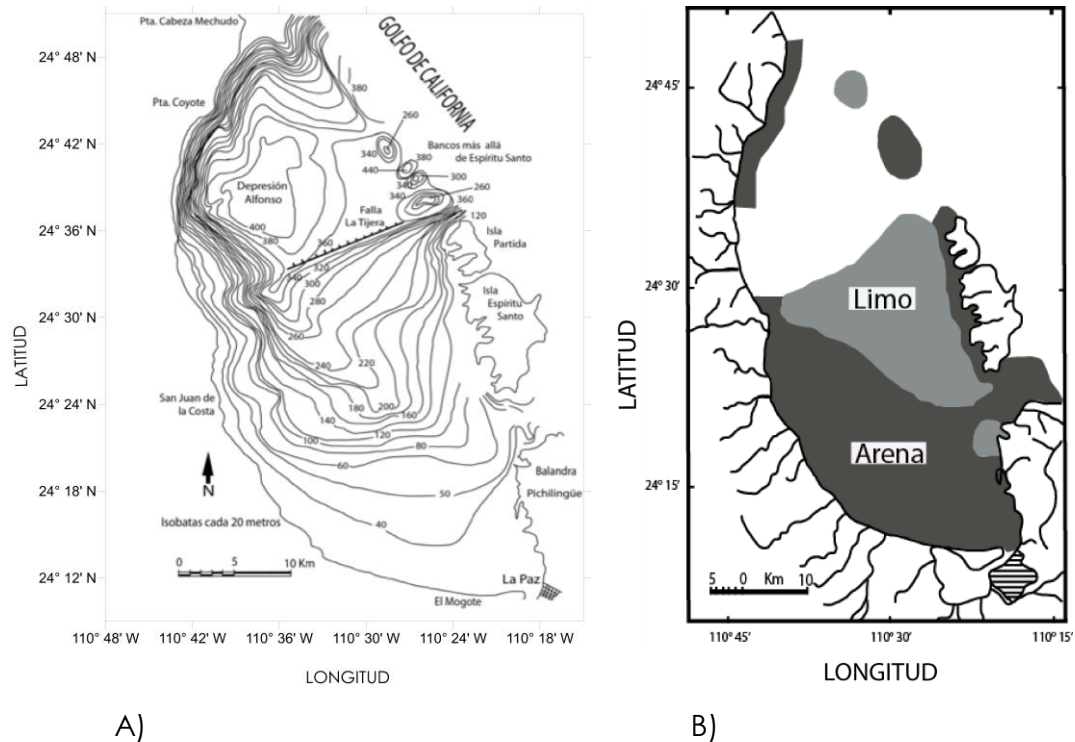 Pta. Cabeza Mechudo
GOLFO DE CALIFORNIA
24° 48' N
380
Pta. Coyote
260
24° 42' N
340
380
Bancos más allá
de Espíritu Santo
440
300
340
260
Depresión
Alfonso
340
360
Falla
La Tijera
120
24° 36' N
400
380
360
Isla
Partida
340
320
300
280
Isla
Espíritu
Santo
24° 30' N
260
240
220
San Juan de
la Costa
24° 24' N
180
200
160
140
120
100
80
60
N
Balandra
50
Pichilingüe
24° 18' N
Isobatas cada 20 metros
40
0 5 10 Km
24° 12' N
La Paz
El Mogote
110° 48' W 110° 42' W 110° 36' W 110° 30' W 110° 24' W 110° 18' W
LATITUD
LONGITUD
A)
24° 45'
24° 30'
Limo
Arena
24° 15'
5 0 Km 10
110° 45' 110° 30' 110° 15'
LATITUD
LONGITUD
B)